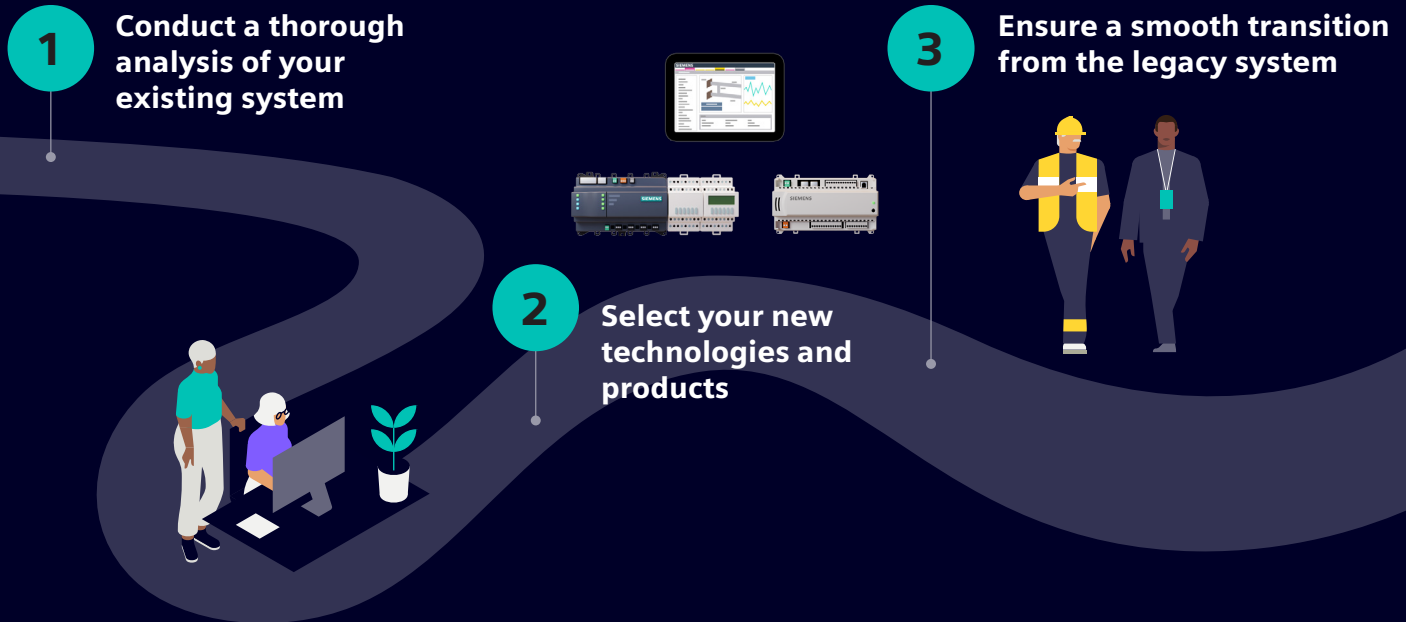 1
Conduct a thorough
analysis of your
existing system
SIEMENS
SIEMENS
SIEMENS
2
Select your new
technologies and
products
3
Ensure a smooth transition
from the legacy system